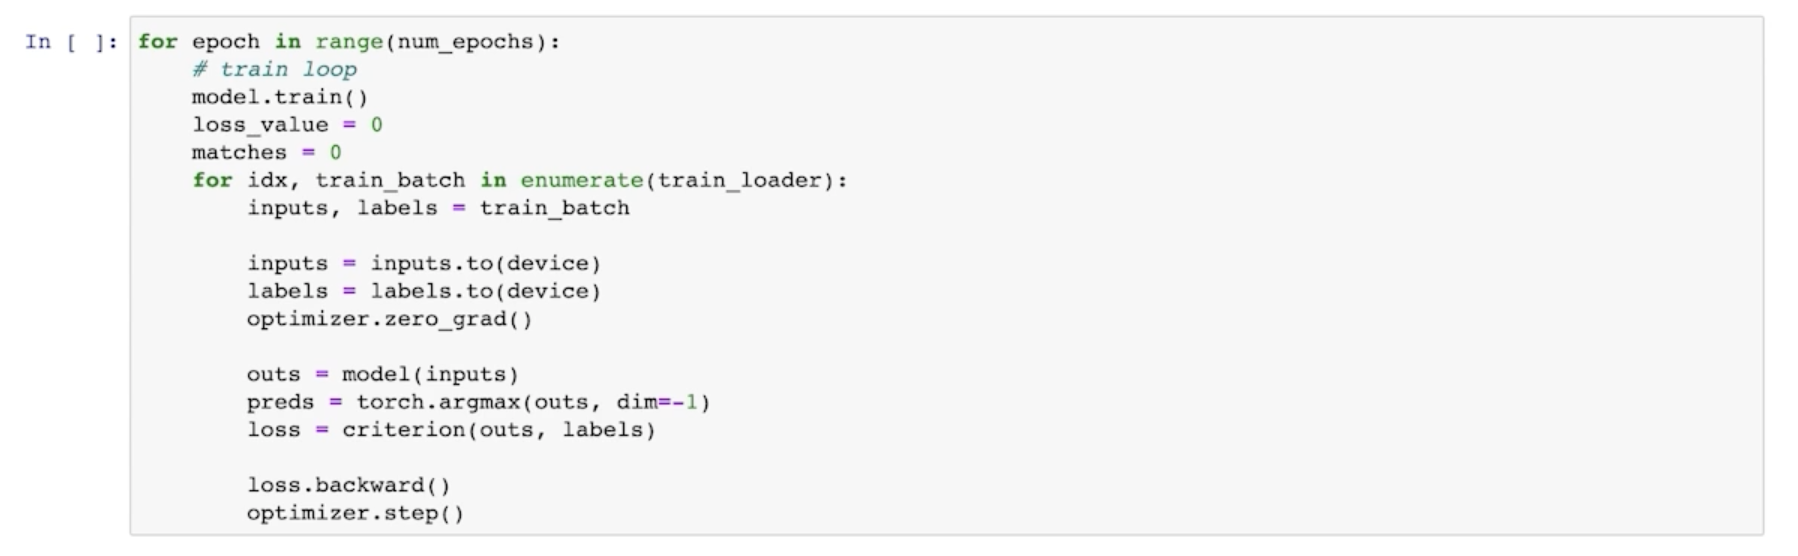 In [ ]: for epoch in range(num_epochs):
    # train loop
    model.train()
    loss_value = 0
    matches = 0
    for idx, train_batch in enumerate(train_loader):
        inputs, labels = train_batch

        inputs = inputs.to(device)
        labels = labels.to(device)
        optimizer.zero_grad()

        outs = model(inputs)
        preds = torch.argmax(outs, dim=-1)
        loss = criterion(outs, labels)

        loss.backward()
        optimizer.step()